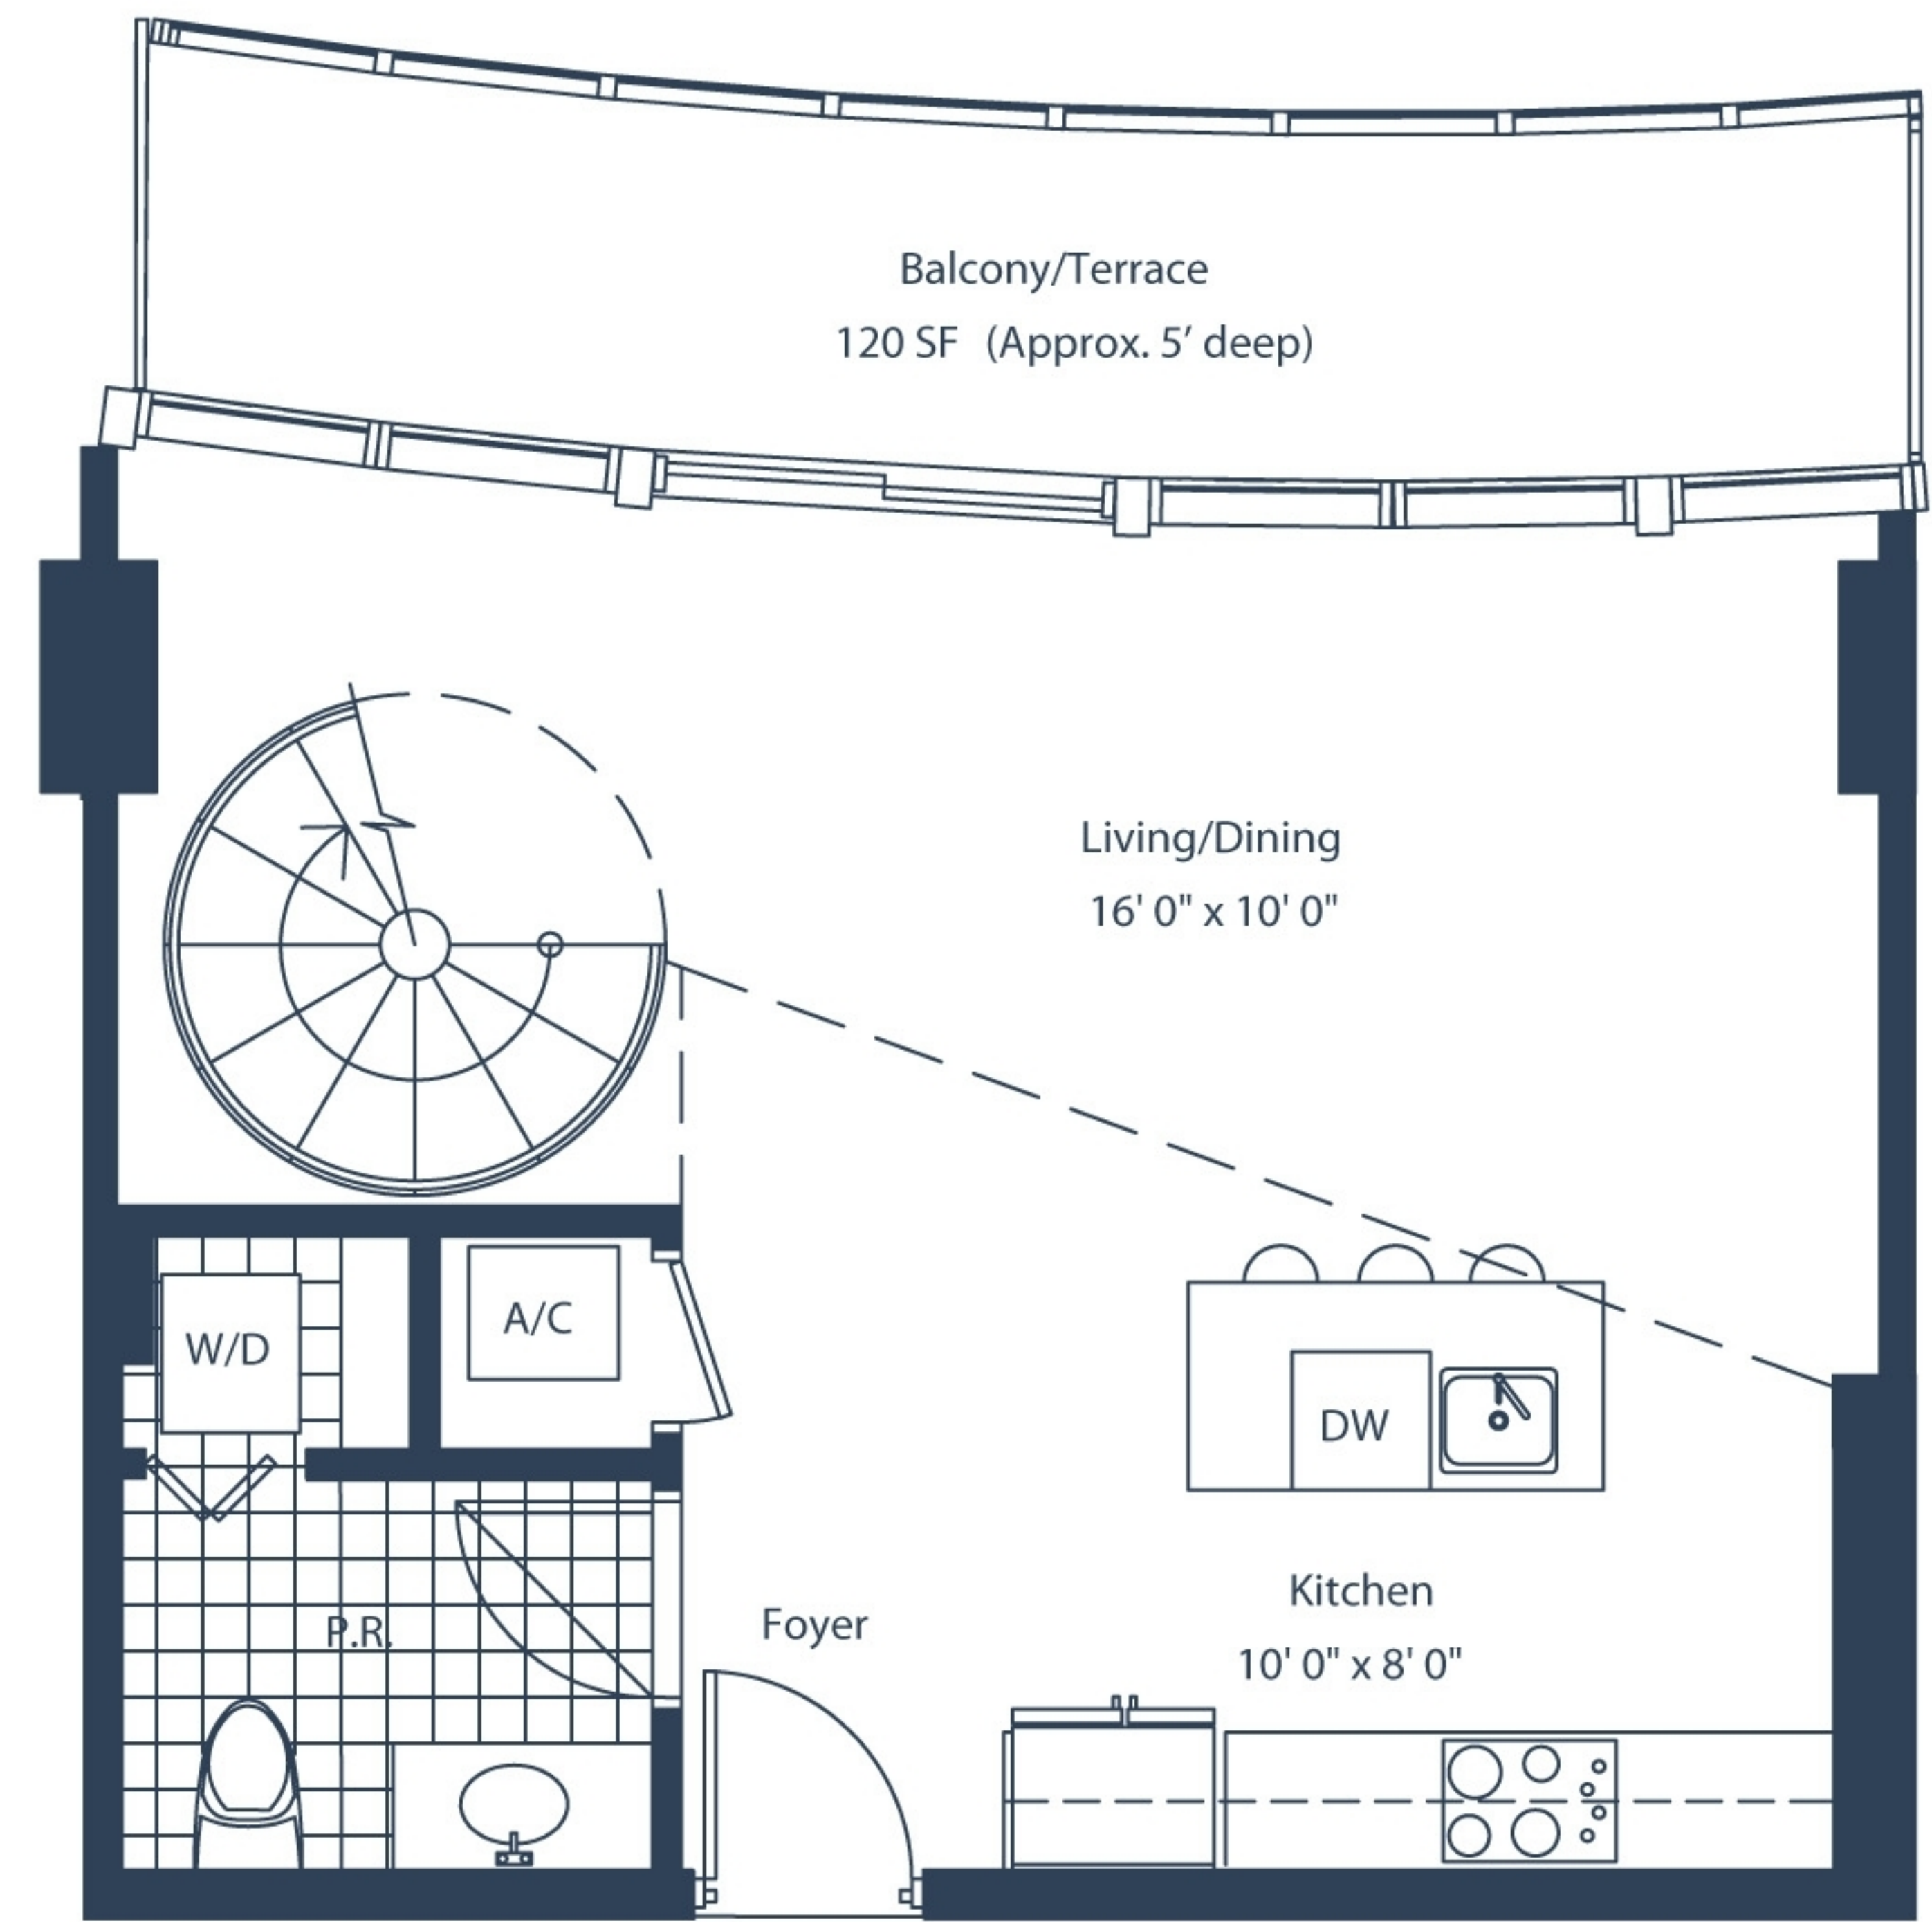 Balcony/Terrace
120 SF (Approx. 5’ deep)
Living/Dining
16' 0" x 10' 0"
A/C
W/D
DW
Kitchen
10' 0" x 8' 0"
Foyer
P.R.